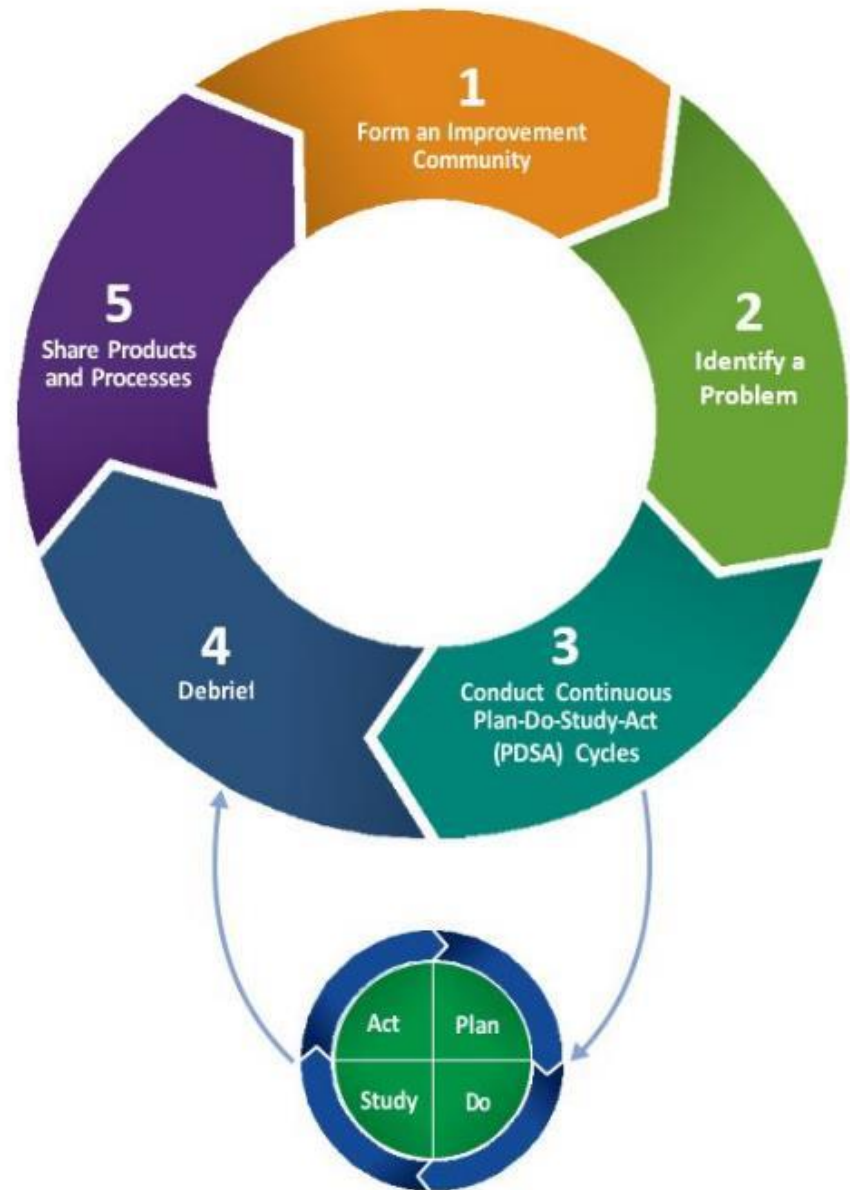 1
Form an Improvement
Community
2
Identify a
Problem
3
Conduct Continuous
Plan-Do-Study-Act
(PDSA) Cycles
4
Debrief
5
Share Products
and Processes
Act
Plan
Study
Do